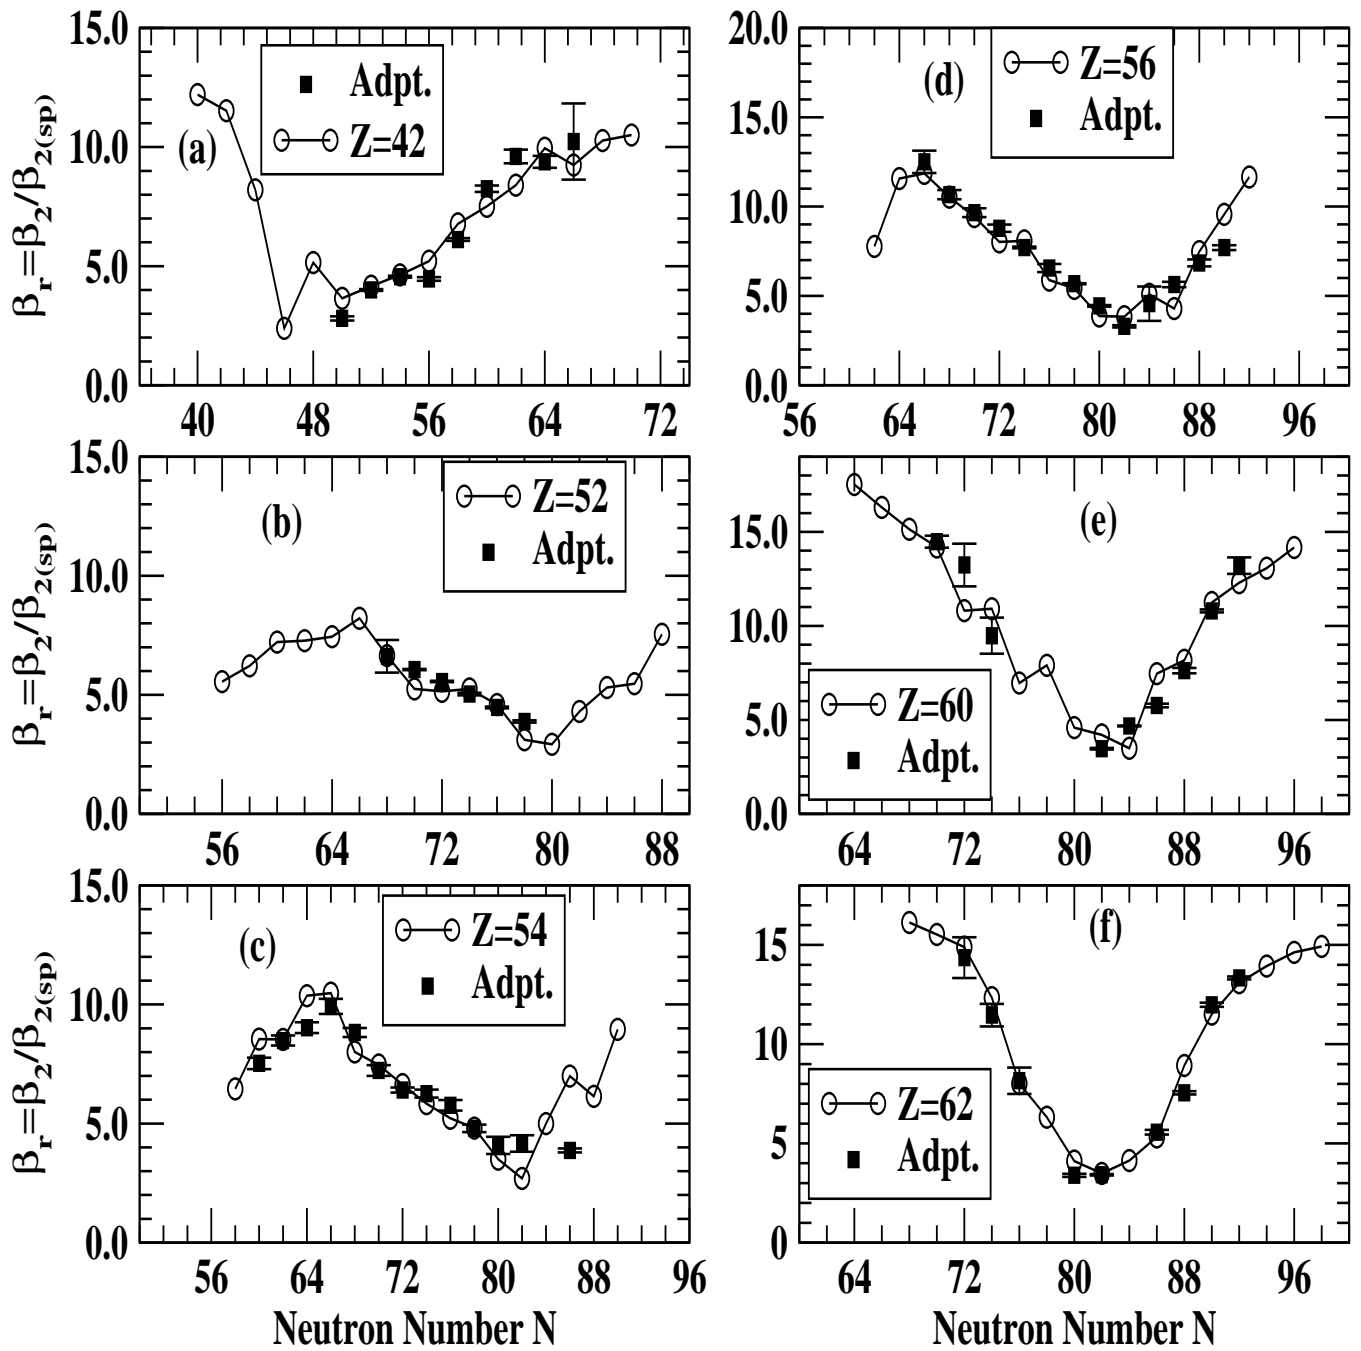 15.0
10.0
5.0
0.0
βr=β2/β2(sp)
(a)
Adpt.
Z=42
40 48 56 64 72
20.0
15.0
10.0
5.0
0.0
(d)
Z=56
Adpt.
56 64 72 80 88 96
15.0
10.0
5.0
0.0
βr=β2/β2(sp)
(b)
Z=52
Adpt.
56 64 72 80 88
15.0
10.0
5.0
0.0
(e)
Z=60
Adpt.
64 72 80 88 96
15.0
10.0
5.0
0.0
βr=β2/β2(sp)
(c)
Z=54
Adpt.
56 64 72 80 88 96
Neutron Number N
15
10
5
0
(f)
Z=62
Adpt.
64 72 80 88 96
Neutron Number N